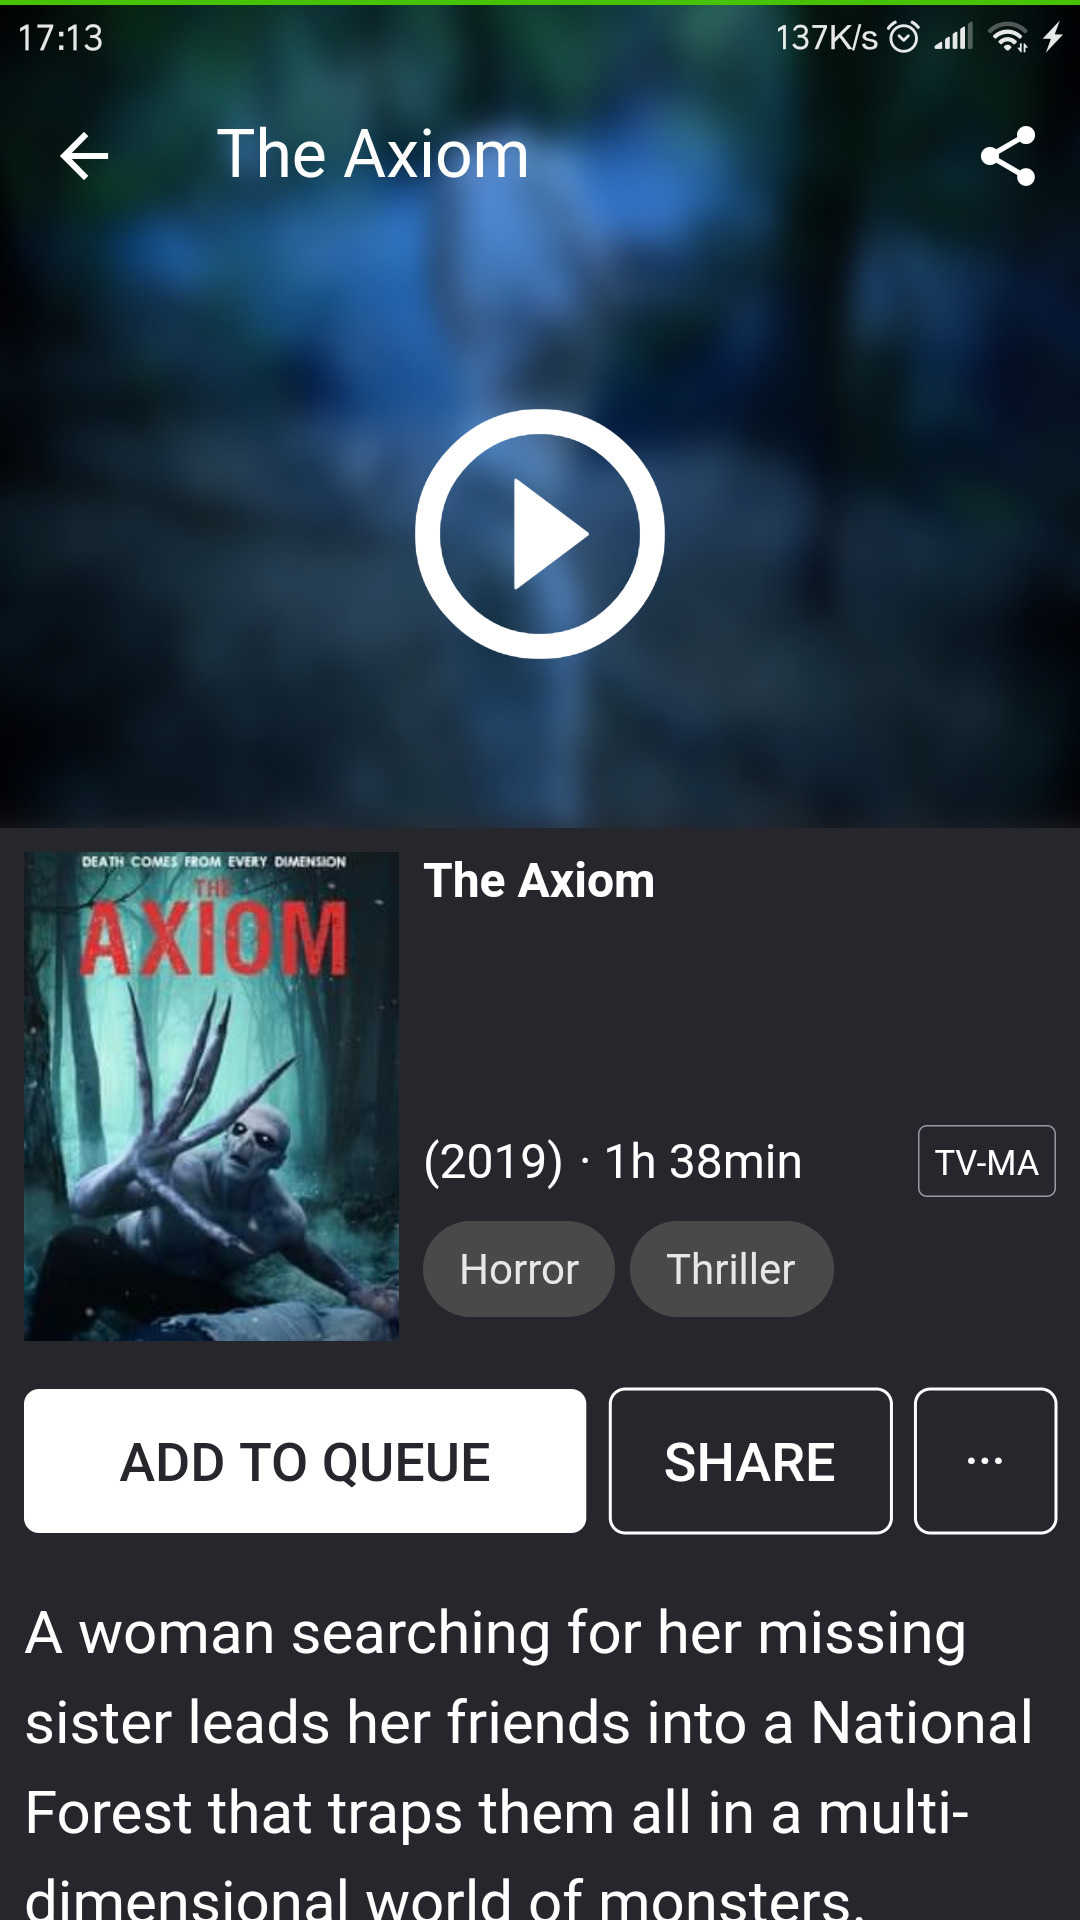 17:13 137K/s
The Axiom
DEATH COMES FROM EVERY DIMENSION
THE
AXIOM
The Axiom
(2019) · 1h 38min TV-MA
Horror Thriller
ADD TO QUEUE SHARE ...
A woman searching for her missing
sister leads her friends into a National
Forest that traps them all in a multi-
dimensional world of monsters.